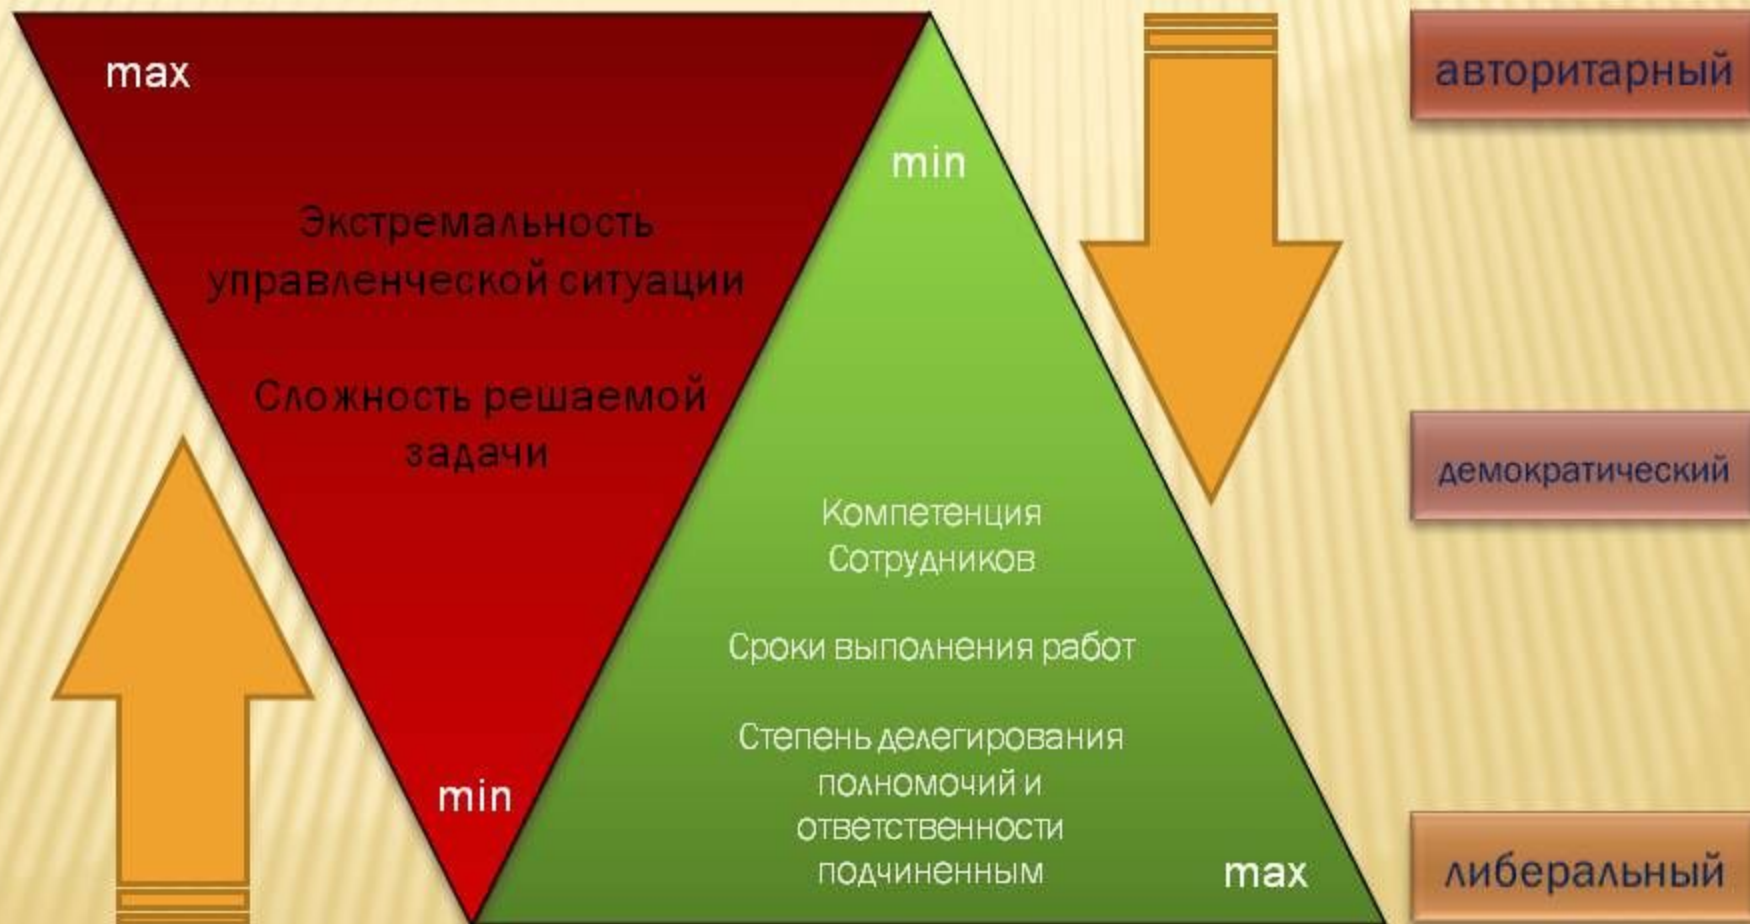 max
Экстремальность
управленческой ситуации
Сложность решаемой
задачи
min
min
Компетенция
Сотрудников
Сроки выполнения работ
Степень делегирования
полномочий и
ответственности
подчиненным
max
авторитарный
демократический
либеральный